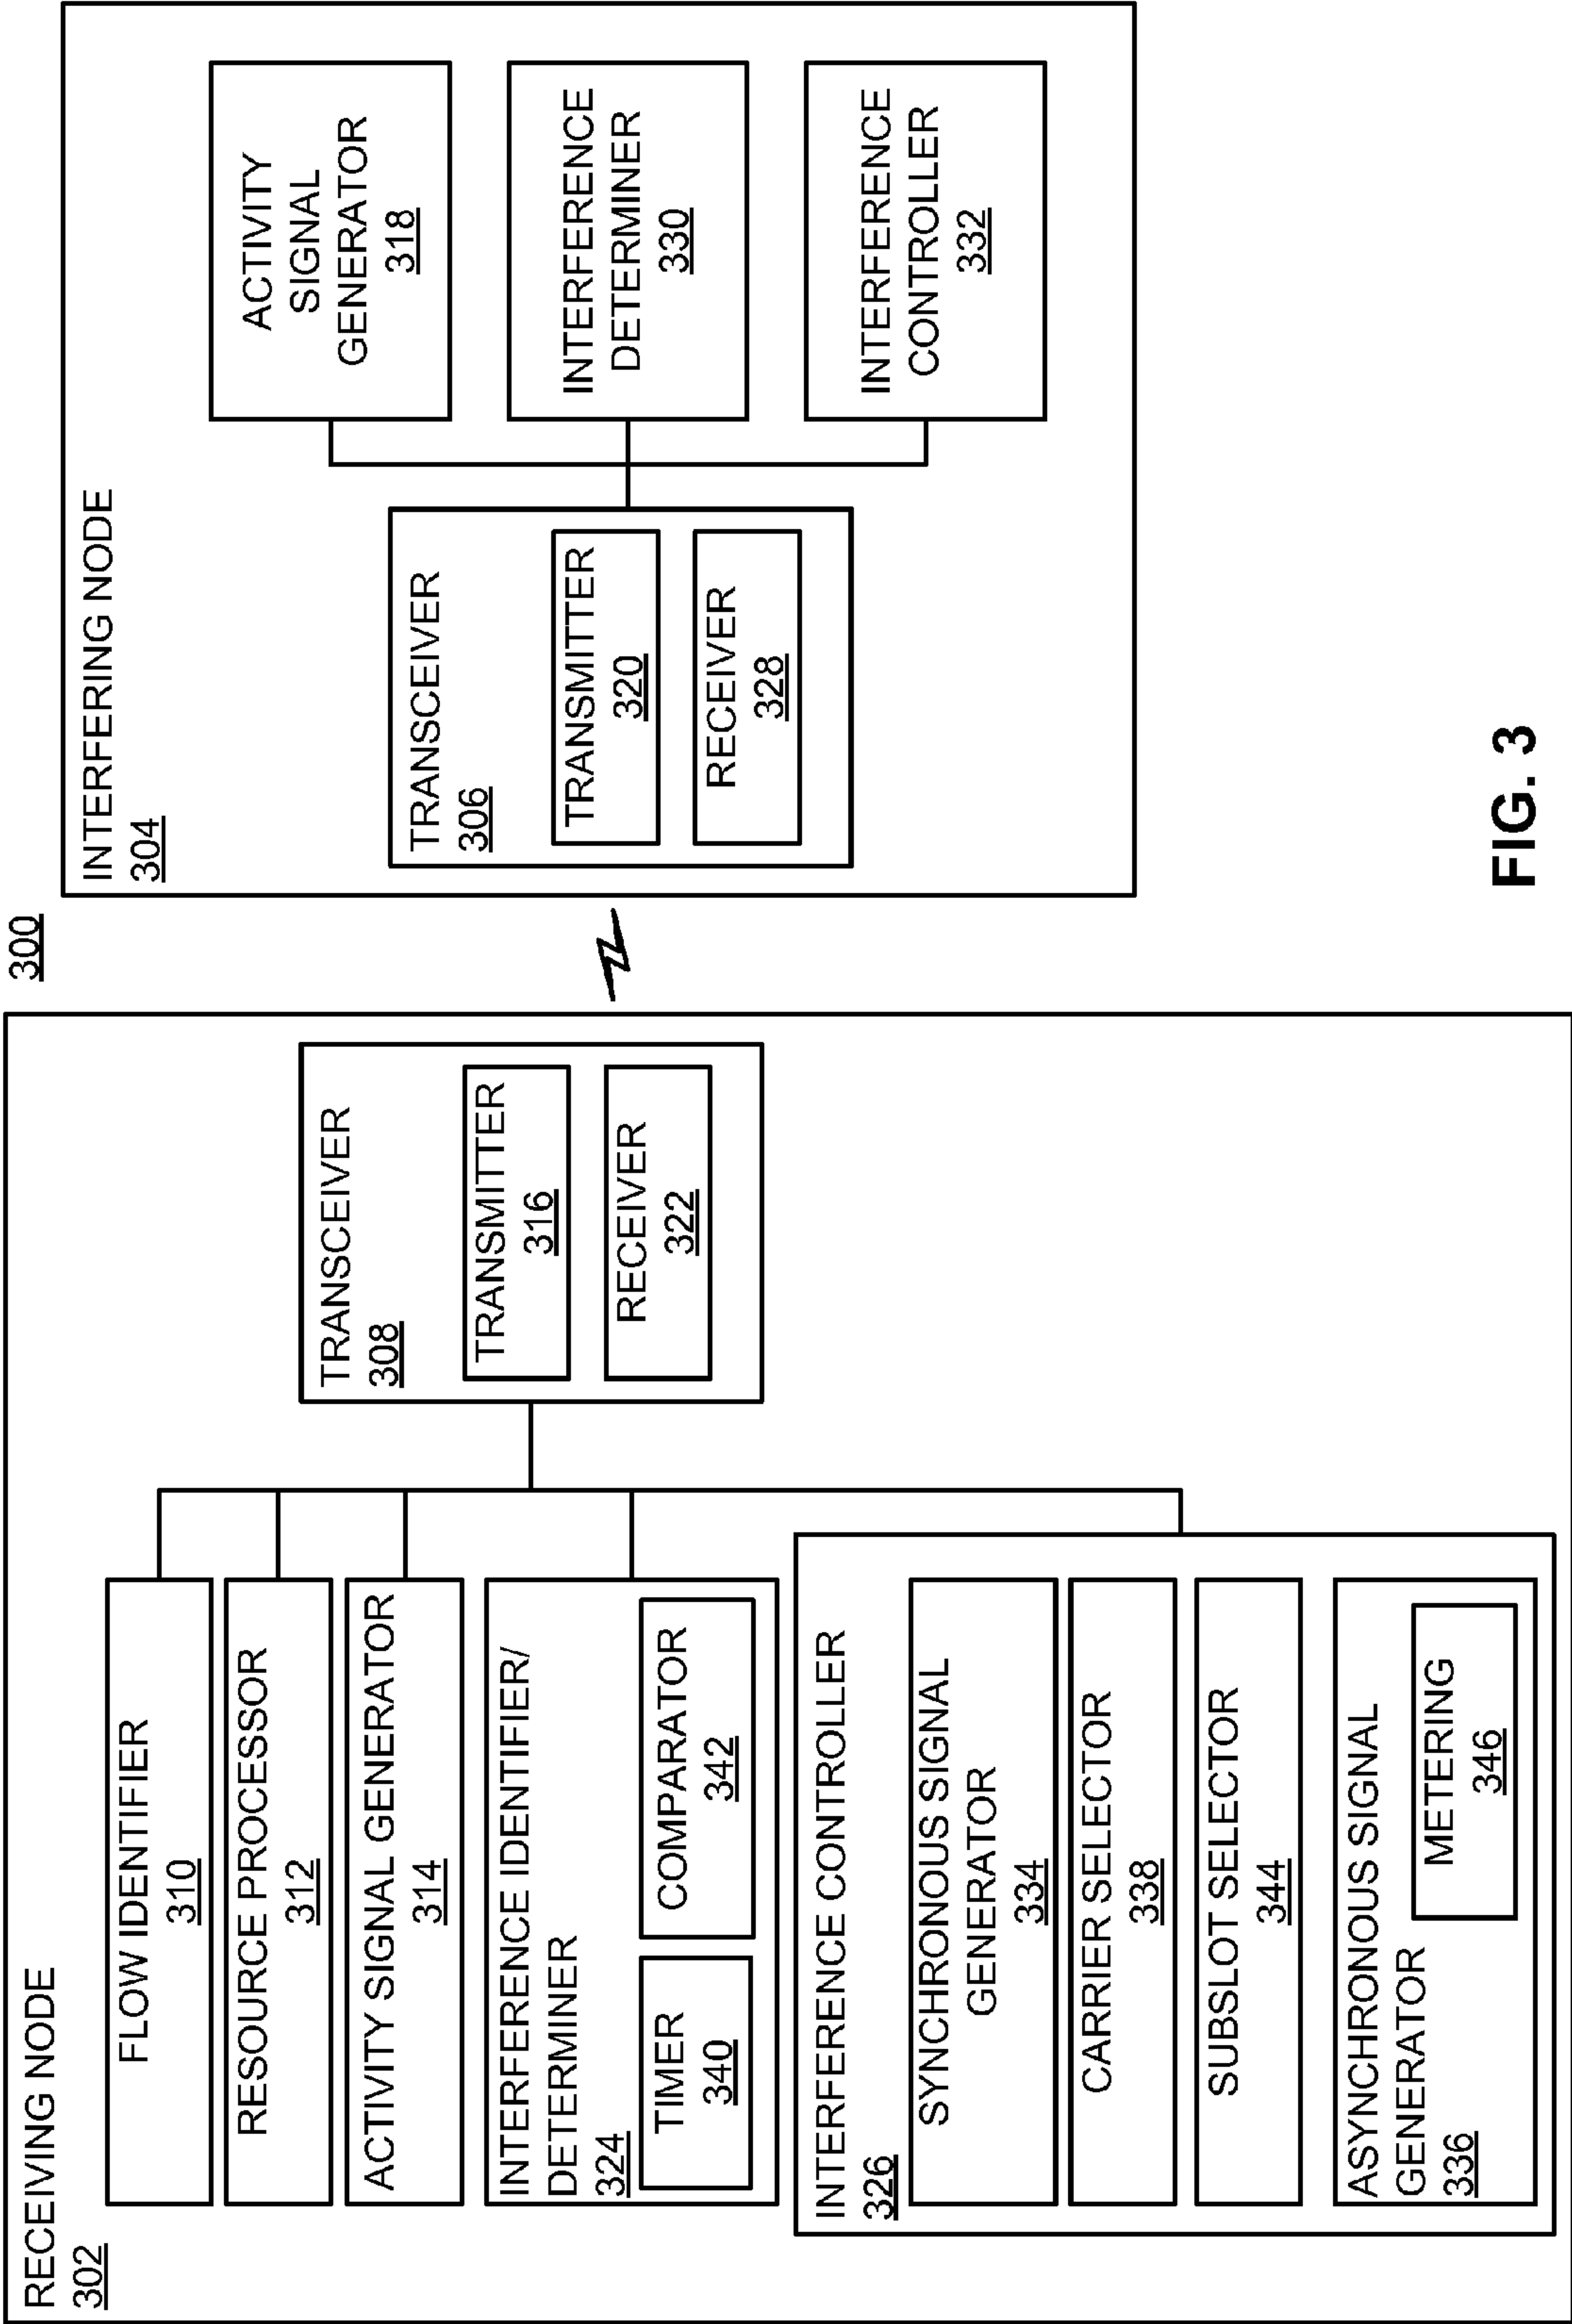 300
RECEIVING NODE
302
FLOW IDENTIFIER
310
RESOURCE PROCESSOR
312
ACTIVITY SIGNAL GENERATOR
314
INTERFERENCE IDENTIFIER/
DETERMINER
324
TIMER
340
COMPARATOR
342
INTERFERENCE CONTROLLER
326
SYNCHRONOUS SIGNAL
GENERATOR
334
CARRIER SELECTOR
338
SUBSLOT SELECTOR
344
ASYNCHRONOUS SIGNAL
GENERATOR
336
METERING
346
TRANSCEIVER
308
TRANSMITTER
316
RECEIVER
322
INTERFERING NODE
304
TRANSCEIVER
306
TRANSMITTER
320
RECEIVER
328
ACTIVITY
SIGNAL
GENERATOR
318
INTERFERENCE
DETERMINER
330
INTERFERENCE
CONTROLLER
332
FIG. 3